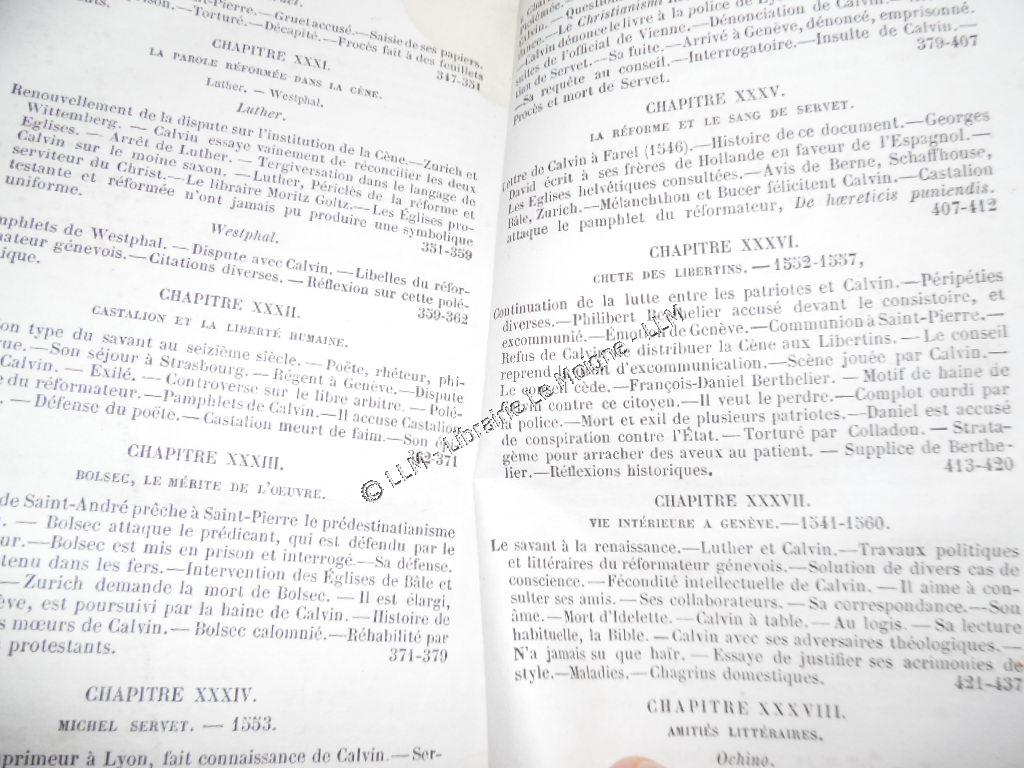 -Pierre.—Gruet accusé.—Saisie de ses papiers.
—Torturé.—Décapité.—Procès fait à des feuillets
347-351
CHAPITRE XXXI.
LA PAROLE RÉFORMÉE DANS LA CÈNE.
Luther. — Westphal.
Luther.
Renouvellement de la dispute sur l'institution de la Cène.—Zurich et
Wittemberg. — Calvin essaye vainement de réconcilier les deux
Églises. — Arrêt de Luther. — Tergiversation dans le langage de
Calvin sur le moine saxon. —Luther, Périclès de la réforme et
serviteur du Christ.—Le libraire Moritz Goltz.—Les Églises pro-
testante et réformée n'ont jamais pu produire une symbolique
uniforme.
351-359
Westphal.
mphlets de Westphal. — Dispute avec Calvin. — Libelles du réfor-
mateur génevois.— Citations diverses. — Réflexion sur cette polé-
ique.
359-362
CHAPITRE XXXII.
CASTALION ET LA LIBERTÉ HUMAINE.
on type du savant au seizième siècle. — Poëte, rhéteur, phi-
ue.—Son séjour à Strasbourg. — Régent à Genève.—Dispute
Calvin. — Exilé. — Controverse sur le libre arbitre. — Polé-
du réformateur.—Pamphlets de Calvin.—Il accuse Castalion
. — Défense du poëte. — Castalion meurt de faim.—Son
362-371
CHAPITRE XXXIII.
BOLSEC, LE MÉRITE DE L'OEUVRE.
de Saint-André prêche à Saint-Pierre le prédestinatianisme
. — Bolsec attaque le prédicant, qui est défendu par le
ur.—Bolsec est mis en prison et interrogé.— Sa défense.
tenu dans les fers.—Intervention des Églises de Bâle et
— Zurich demande la mort de Bolsec. — Il est élargi,
ève, est poursuivi par la haine de Calvin.—Histoire de
s mœurs de Calvin.—Bolsec calomnié.—Réhabilité par
s protestants.
371-379
CHAPITRE XXXIV.
MICHEL SERVET. — 1553.
mprimeur à Lyon, fait connaissance de Calvin.—Ser-
Le Christianismi
Calvin dénonce le livre à la police de
de l'official de Vienne. — Dénonciation de Calvin.
tion de Servet.—Sa fuite.—Arrivé à Genève, dénoncé, emprisonné.
—Sa requête au conseil.—Interrogatoire.—Insulte de Calvin.—
Procès et mort de Servet.
379-407
CHAPITRE XXXV.
LA RÉFORME ET LE SANG DE SERVET.
Lettre de Calvin à Farel (1546).—Histoire de ce document.—Georges
David écrit à ses frères de Hollande en faveur de l'Espagnol.—
Les Églises helvétiques consultées.—Avis de Berne, Schaffhouse,
Bâle, Zurich.—Mélanchthon et Bucer félicitent Calvin.—Castalion
attaque le pamphlet du réformateur, De hæreticis puniendis.
407-412
CHAPITRE XXXVI.
CHUTE DES LIBERTINS. —1552-1557,
Continuation de la lutte entre les patriotes et Calvin.—Péripéties
diverses.—Philibert Berthelier accusé devant le consistoire, et
excommunié.—Émotion de Genève.—Communion à Saint-Pierre.—
Refus de Calvin de distribuer la Cène aux Libertins.— Le conseil
reprend le droit d'excommunication.—Scène jouée par Calvin.—
Le conseil cède.—François-Daniel Berthelier. — Motif de haine de
Calvin contre ce citoyen.—Il veut le perdre.—Complot ourdi par
la police.—Mort et exil de plusieurs patriotes.—Daniel est accusé
de conspiration contre l'État.— Torturé par Colladon. — Strata-
gème pour arracher des aveux au patient. — Supplice de Berthe-
lier.—Réflexions historiques.
413-420
CHAPITRE XXXVII.
VIE INTÉRIEURE A GENÈVE.—1541-1560.
Le savant à la renaissance.—Luther et Calvin.—Travaux politiques
et littéraires du réformateur génevois.—Solution de divers cas de
conscience.—Fécondité intellectuelle de Calvin. — Il aime à con-
sulter ses amis. — Ses collaborateurs. — Sa correspondance.—Son
âme.—Mort d'Idelette. — Calvin à table. — Au logis. — Sa lecture
habituelle, la Bible. — Calvin avec ses adversaires théologiques.—
N'a jamais su que haïr. — Essaye de justifier ses acrimonies de
style.—Maladies.— Chagrins domestiques.
421-437
CHAPITRE XXXVIII.
AMITIÉS LITTÉRAIRES.
Ochino.
© LLM - Librairie Le Moigne - LLM